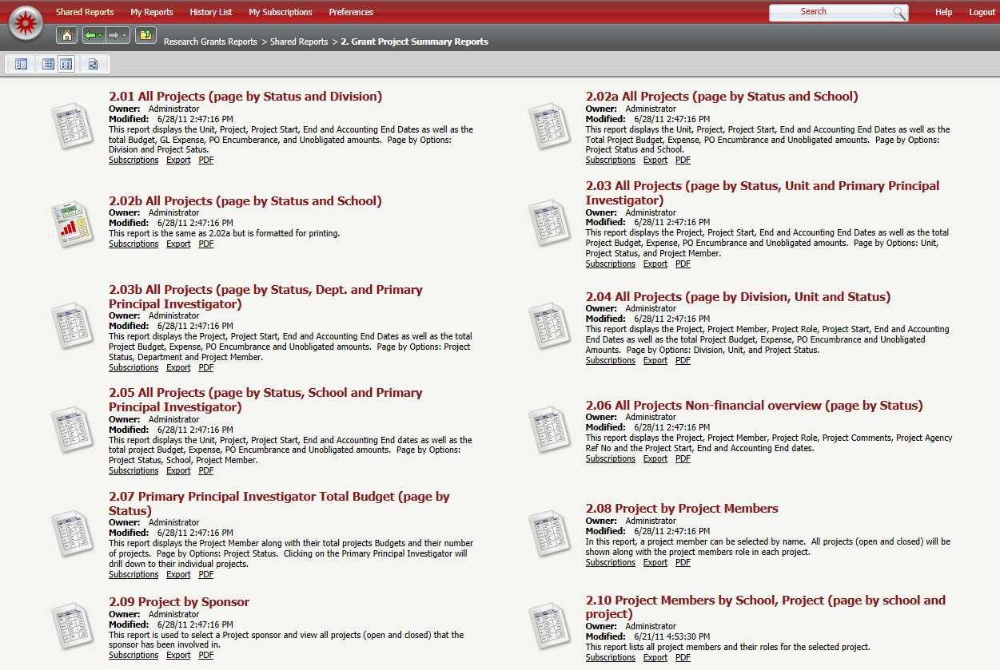 Shared Reports My Reports History List My Subscriptions Preferences Search Help Logout
Research Grants Reports > Shared Reports > 2. Grant Project Summary Reports
2.01 All Projects (page by Status and Division)
Owner: Administrator
Modified: 6/28/11 2:47:16 PM
This report displays the Unit, Project, Project Start, End and Accounting End Dates as well as the
total Budget, GL Expense, PO Encumberance, and Unobligated amounts. Page by Options:
Division and Project Satus.
Subscriptions Export PDF
2.02a All Projects (page by Status and School)
Owner: Administrator
Modified: 6/28/11 2:47:16 PM
This report displays the Unit, Project, Project Start, End and Accounting End Dates as well as the
Total Project Budget, Expense, PO Encumbrance and Unobligated amounts. Page by Options:
Project Status and School.
Subscriptions Export PDF
2.02b All Projects (page by Status and School)
Owner: Administrator
Modified: 6/28/11 2:47:16 PM
This report is the same as 2.02a but is formatted for printing.
Subscriptions Export PDF
2.03 All Projects (page by Status, Unit and Primary Principal
Investigator)
Owner: Administrator
Modified: 6/28/11 2:47:16 PM
This report displays the Project, Project Start, End and Accounting End Dates as well as the total
Project Budget, Expense, PO Encumbrance and Unobligated amounts. Page by Options: Unit,
Project Status, and Project Member.
Subscriptions Export PDF
2.03b All Projects (page by Status, Dept. and Primary
Principal Investigator)
Owner: Administrator
Modified: 6/28/11 2:47:16 PM
This report displays the Project, Project Start, End and Accounting End Dates as well as the total
Project Budget, Expense, PO Encumbrance and Unobligated amounts. Page by Options: Project
Status, Department and Project Member.
Subscriptions Export PDF
2.04 All Projects (page by Division, Unit and Status)
Owner: Administrator
Modified: 6/28/11 2:47:16 PM
This report displays the Project, Project Member, Project Role, Project Start, End and Accounting
End Dates as well as the total Project Budget, Expense, PO Encumbrance and Unobligated
Amounts. Page by Options: Division, Unit, and Project Status.
Subscriptions Export PDF
2.05 All Projects (page by Status, School and Primary
Principal Investigator)
Owner: Administrator
Modified: 6/28/11 2:47:16 PM
This report displays the Unit, Project, Project Start, End and Accounting End dates as well as the
total project Budget, Expense, PO Encumbrance and Unobligated amounts. Page by Options:
Project Status, School, Project Member.
Subscriptions Export PDF
2.06 All Projects Non-financial overview (page by Status)
Owner: Administrator
Modified: 6/28/11 2:47:16 PM
This report displays the Project, Project Member, Project Role, Project Comments, Project Agency
Ref No and the Project Start, End and Accounting End dates.
Subscriptions Export PDF
2.07 Primary Principal Investigator Total Budget (page by
Status)
Owner: Administrator
Modified: 6/28/11 2:47:16 PM
This report displays the Project Member along with their total projects Budgets and their number
of projects. Page by Options: Project Status. Clicking on the Primary Principal Investigator will
drill down to their individual projects.
Subscriptions Export PDF
2.08 Project by Project Members
Owner: Administrator
Modified: 6/28/11 2:47:16 PM
In this report, a project member can be selected by name. All projects (open and closed) will be
shown along with the project members role in each project.
Subscriptions Export PDF
2.09 Project by Sponsor
Owner: Administrator
Modified: 6/28/11 2:47:16 PM
This report is used to select a Project sponsor and view all projects (open and closed) that the
sponsor has been involved in.
Subscriptions Export PDF
2.10 Project Members by School, Project (page by school and
project)
Owner: Administrator
Modified: 6/21/11 4:53:30 PM
This report lists all project members and their roles for the selected project.
Subscriptions Export PDF